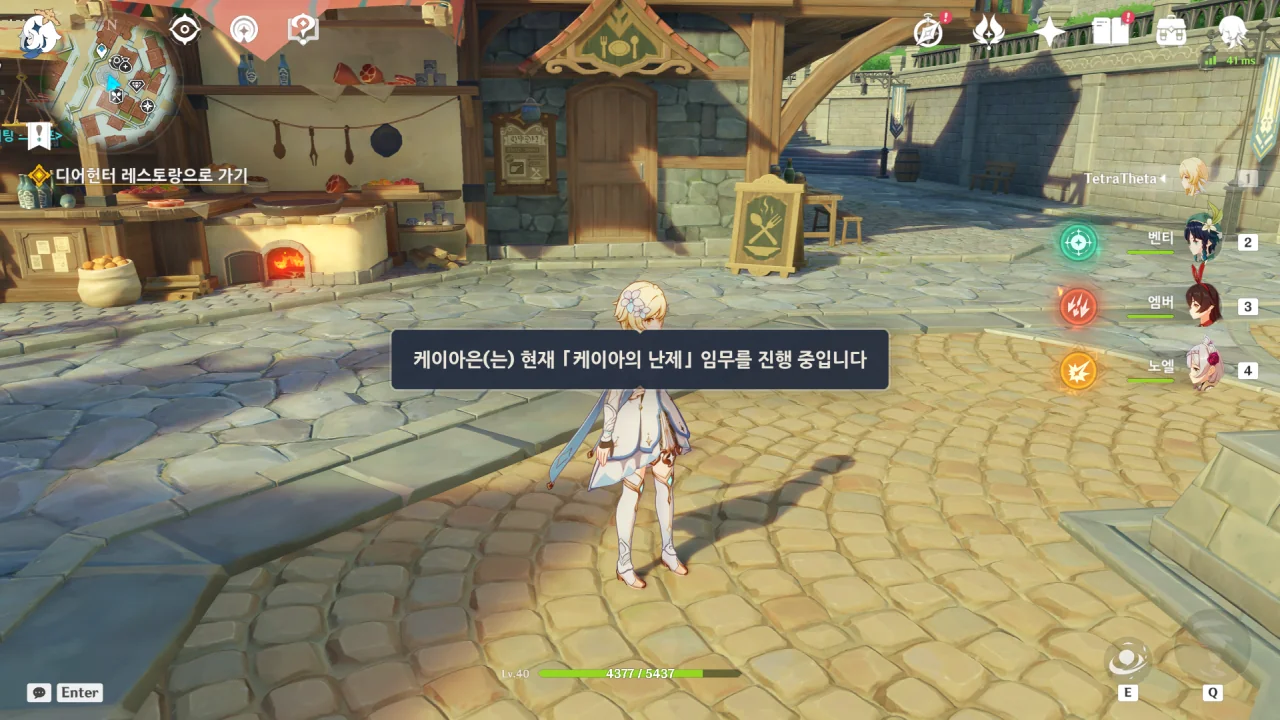 N
41 ms
디어헌터 레스토랑으로 가기
TetraTheta
1
벤티
2
엠버
3
케이아은(는) 현재 「케이아의 난제」 임무를 진행 중입니다
노엘
4
Lv.40
4377 / 5437
Enter
E
Q